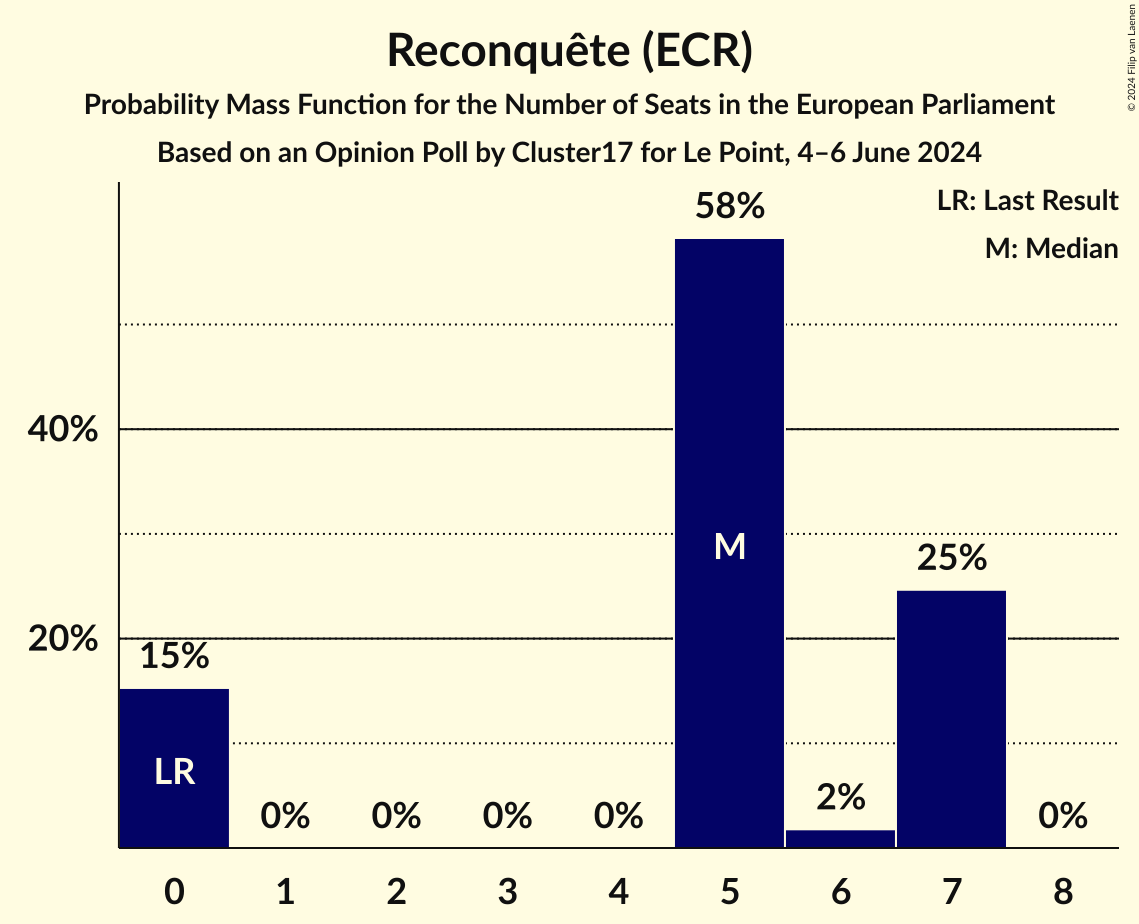 Reconquête (ECR)
Probability Mass Function for the Number of Seats in the European Parliament
Based on an Opinion Poll by Cluster17 for Le Point, 4–6 June 2024
© 2024 Filip van Laenen
LR: Last Result
M: Median
58%
40%
M
25%
20%
15%
LR
0%
0%
0%
0%
2%
0%
0 1 2 3 4 5 6 7 8